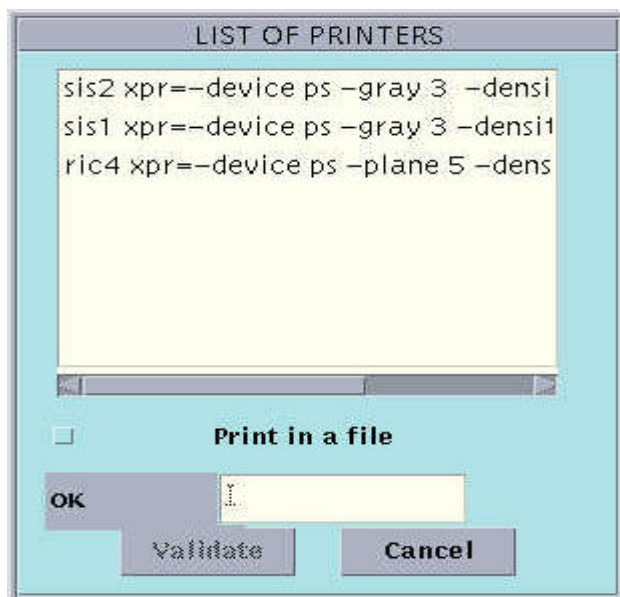 LIST OF PRINTERS
sis2 xpr=-device ps -gray 3 -densi
sis1 xpr=-device ps -gray 3 -densit
ric4 xpr=-device ps -plane 5 -dens
Print in a file
OK
Validate Cancel